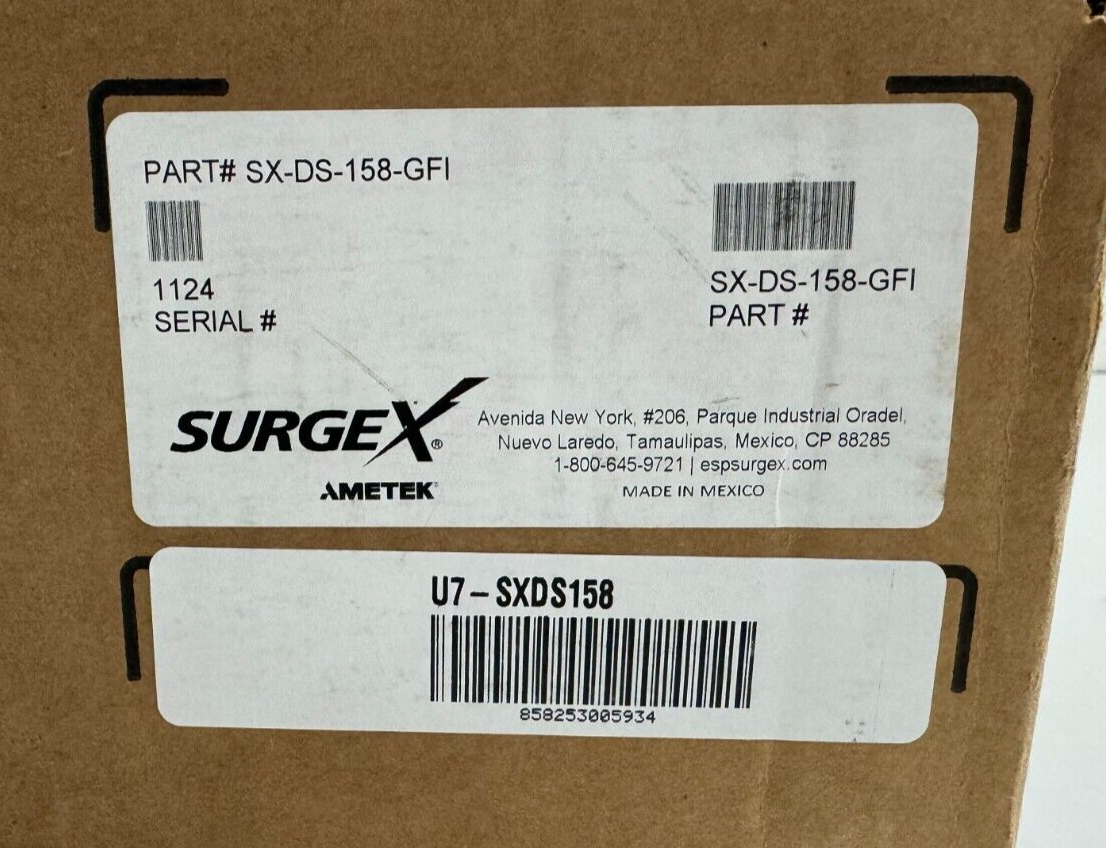 PART# SX-DS-158-GFI
1124
SERIAL #
SX-DS-158-GFI
PART #
SURGEX®
AMETEK®
Avenida New York, #206, Parque Industrial Oradel,
Nuevo Laredo, Tamaulipas, Mexico, CP 88285
1-800-645-9721 | espsurgex.com
MADE IN MEXICO
U7-SXDS158
858253005934